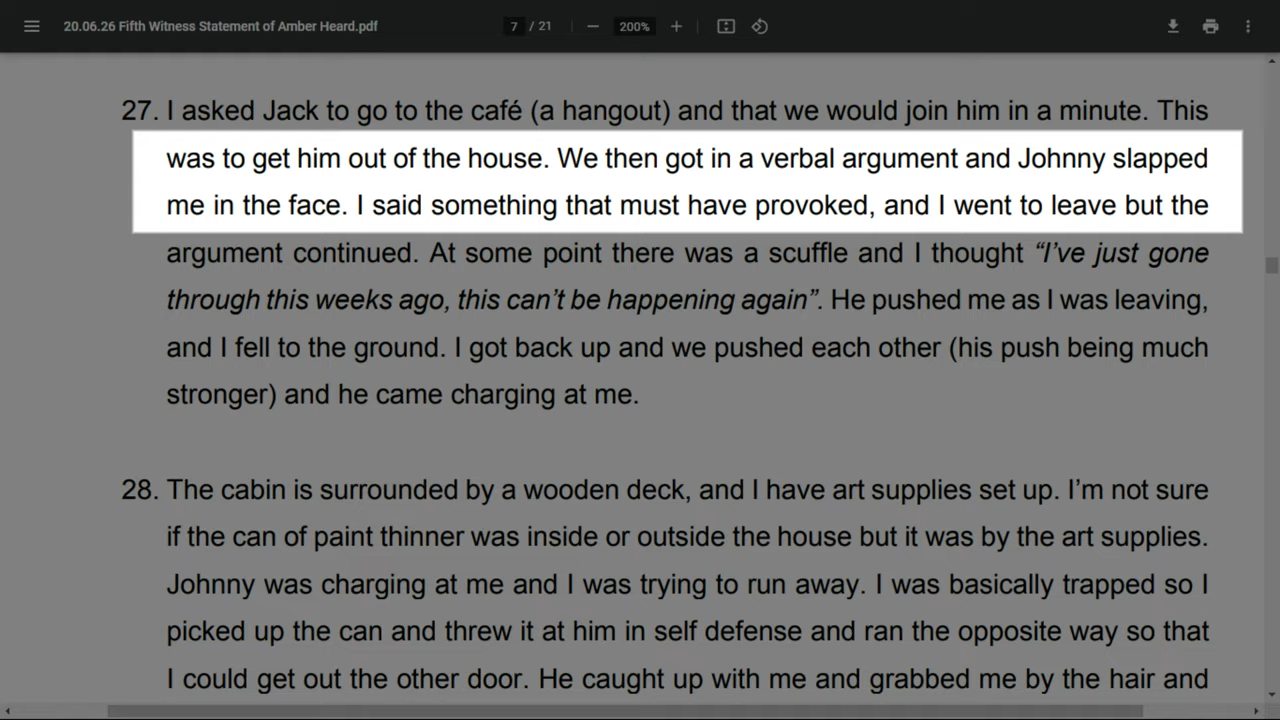 20.06.26 Fifth Witness Statement of Amber Heard.pdf
7 / 21
200%
27. I asked Jack to go to the café (a hangout) and that we would join him in a minute. This
was to get him out of the house. We then got in a verbal argument and Johnny slapped
me in the face. I said something that must have provoked, and I went to leave but the
argument continued. At some point there was a scuffle and I thought “I’ve just gone
through this weeks ago, this can’t be happening again”. He pushed me as I was leaving,
and I fell to the ground. I got back up and we pushed each other (his push being much
stronger) and he came charging at me.
28. The cabin is surrounded by a wooden deck, and I have art supplies set up. I’m not sure
if the can of paint thinner was inside or outside the house but it was by the art supplies.
Johnny was charging at me and I was trying to run away. I was basically trapped so I
picked up the can and threw it at him in self defense and ran the opposite way so that
I could get out the other door. He caught up with me and grabbed me by the hair and